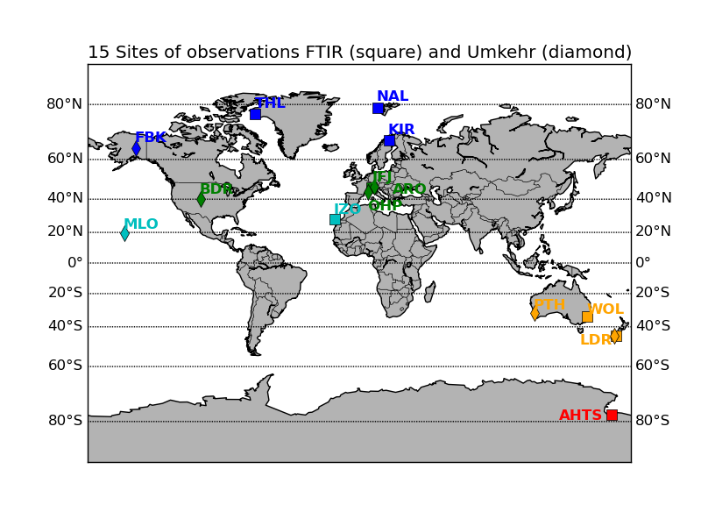 15 Sites of observations FTIR (square) and Umkehr (diamond)
80°N
THL
NAL
80°N
FBK
KIR
60°N
60°N
JFJ
BDR
ARO
40°N
OHP
40°N
IZO
MLO
20°N
20°N
0°
0°
20°S
20°S
PTH
WOL
40°S
40°S
LDR
60°S
60°S
AHTS
80°S
80°S